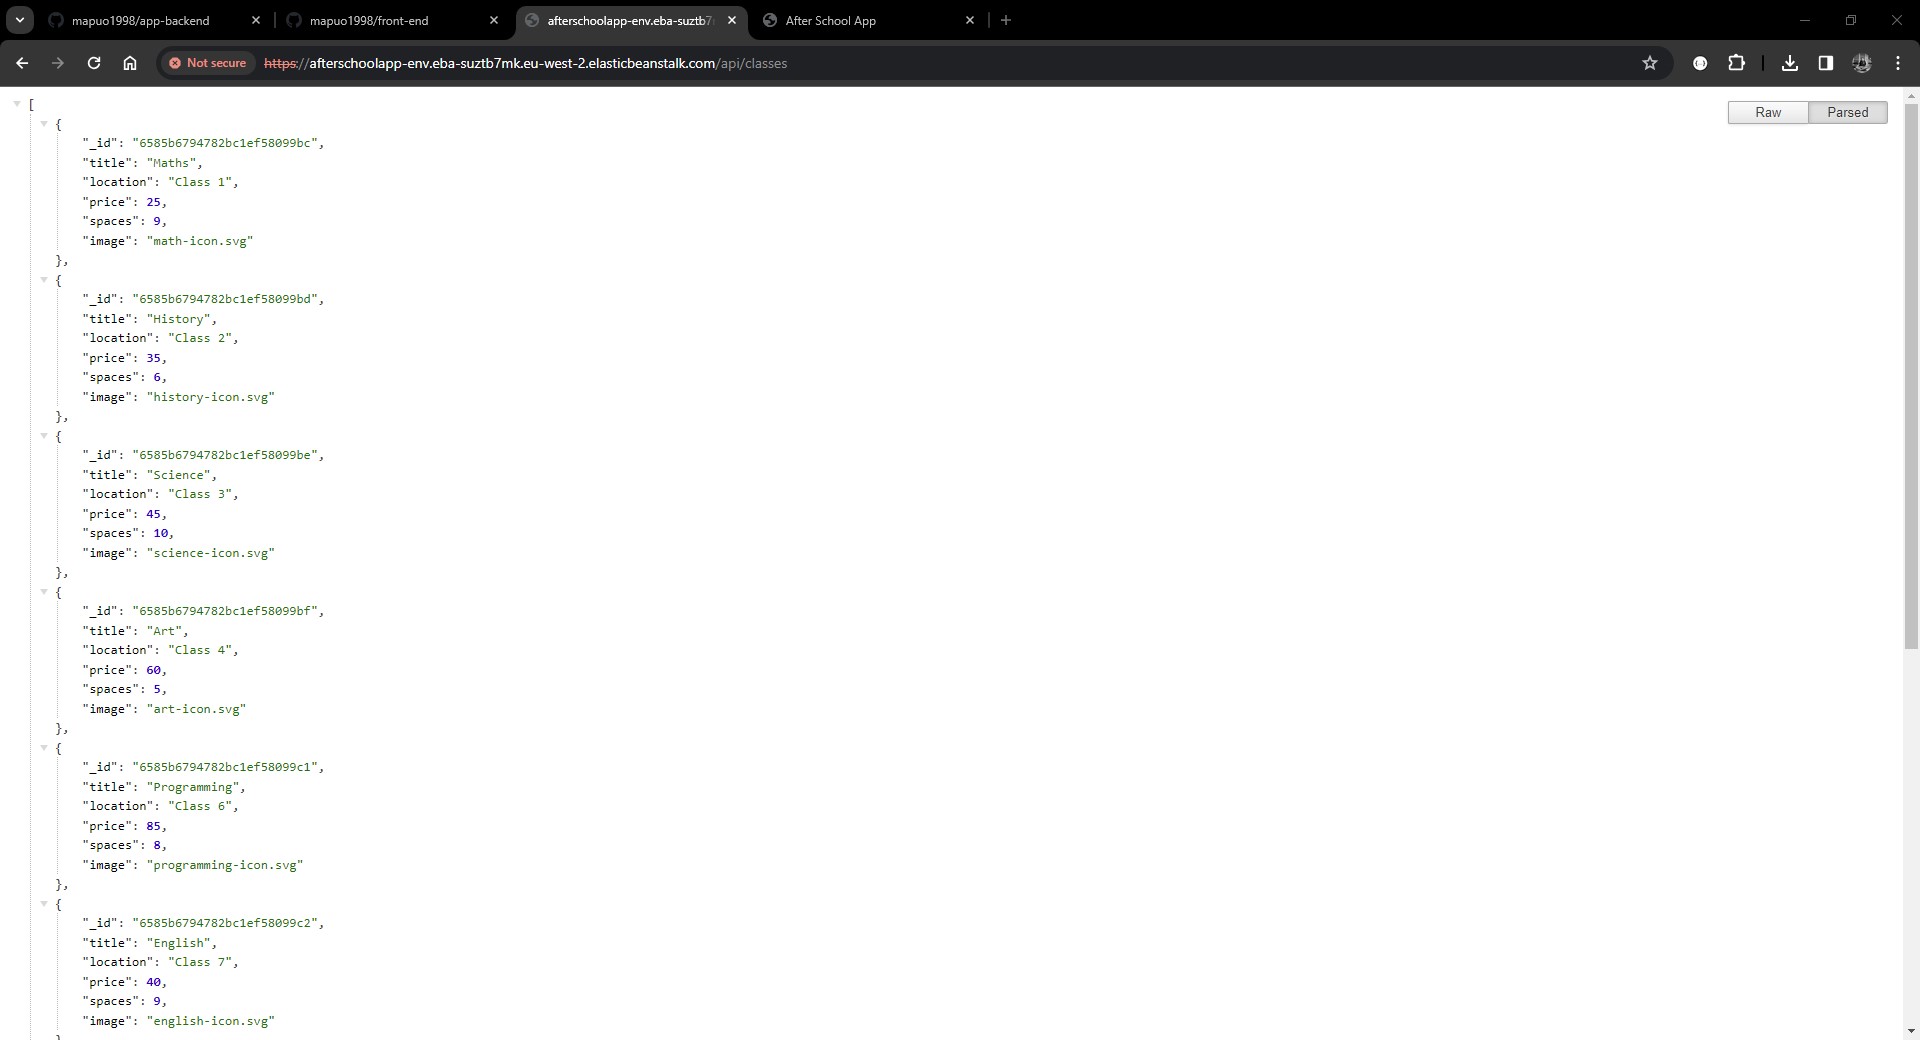 mapuo1998/app-backend
mapuo1998/front-end
afterschoolapp-env.eba-suztb7
After School App
Not secure https://afterschoolapp-env.eba-suztb7mk.eu-west-2.elasticbeanstalk.com/api/classes
Raw Parsed
[
{
"_id": "6585b6794782bc1ef58099bc",
"title": "Maths",
"location": "Class 1",
"price": 25,
"spaces": 9,
"image": "math-icon.svg"
},
{
"_id": "6585b6794782bc1ef58099bd",
"title": "History",
"location": "Class 2",
"price": 35,
"spaces": 6,
"image": "history-icon.svg"
},
{
"_id": "6585b6794782bc1ef58099be",
"title": "Science",
"location": "Class 3",
"price": 45,
"spaces": 10,
"image": "science-icon.svg"
},
{
"_id": "6585b6794782bc1ef58099bf",
"title": "Art",
"location": "Class 4",
"price": 60,
"spaces": 5,
"image": "art-icon.svg"
},
{
"_id": "6585b6794782bc1ef58099c1",
"title": "Programming",
"location": "Class 6",
"price": 85,
"spaces": 8,
"image": "programming-icon.svg"
},
{
"_id": "6585b6794782bc1ef58099c2",
"title": "English",
"location": "Class 7",
"price": 40,
"spaces": 9,
"image": "english-icon.svg"